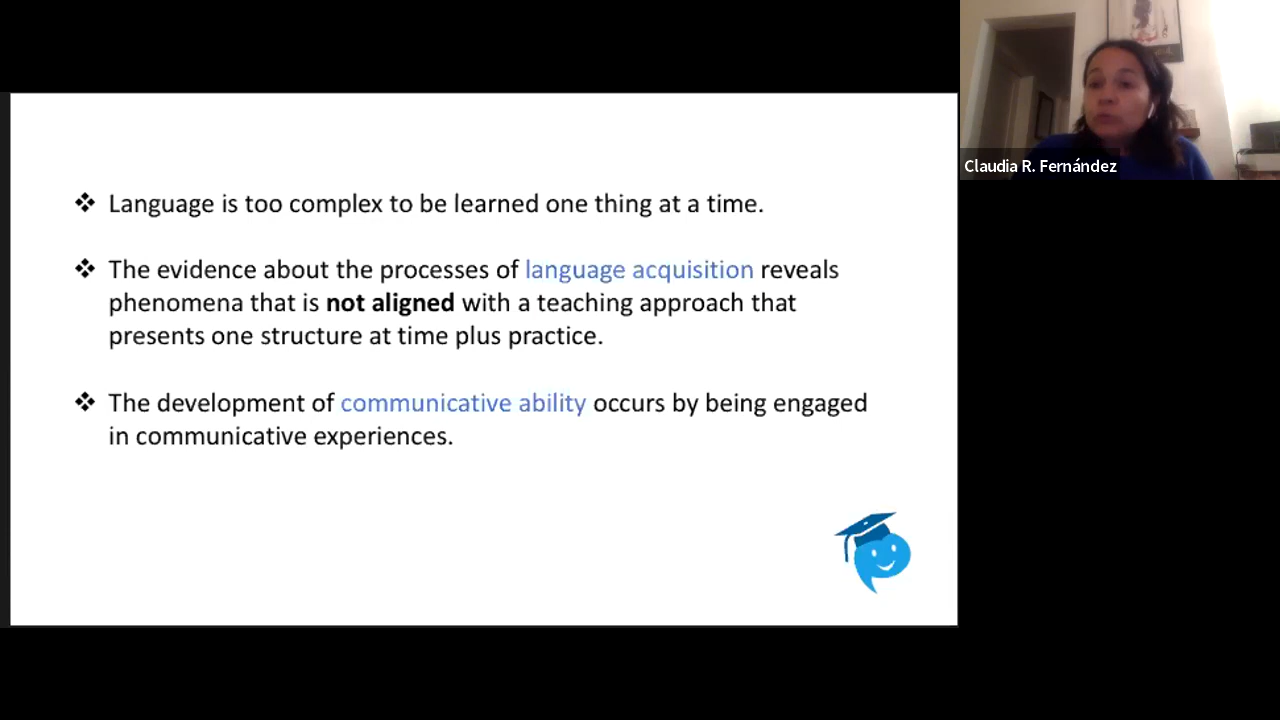 ❖ Language is too complex to be learned one thing at a time.
❖ The evidence about the processes of language acquisition reveals
phenomena that is not aligned with a teaching approach that
presents one structure at time plus practice.
❖ The development of communicative ability occurs by being engaged
in communicative experiences.
Claudia R. Fernández